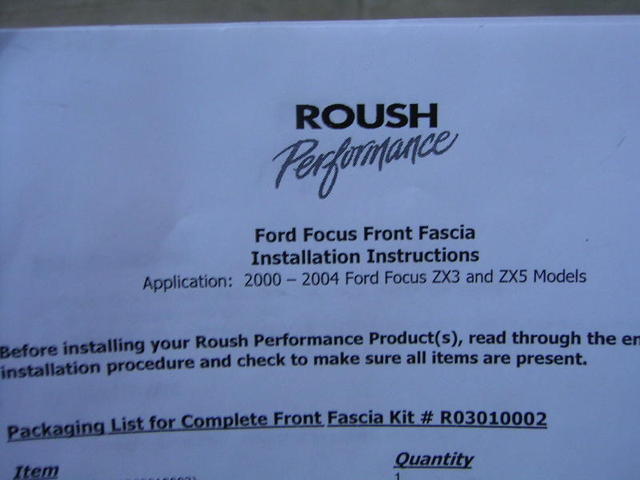 ROUSH
Performance
Ford Focus Front Fascia
Installation Instructions
Application: 2000 – 2004 Ford Focus ZX3 and ZX5 Models
Before installing your Roush Performance Product(s), read through the en
installation procedure and check to make sure all items are present.
Packaging List for Complete Front Fascia Kit # R03010002
Item Quantity
1